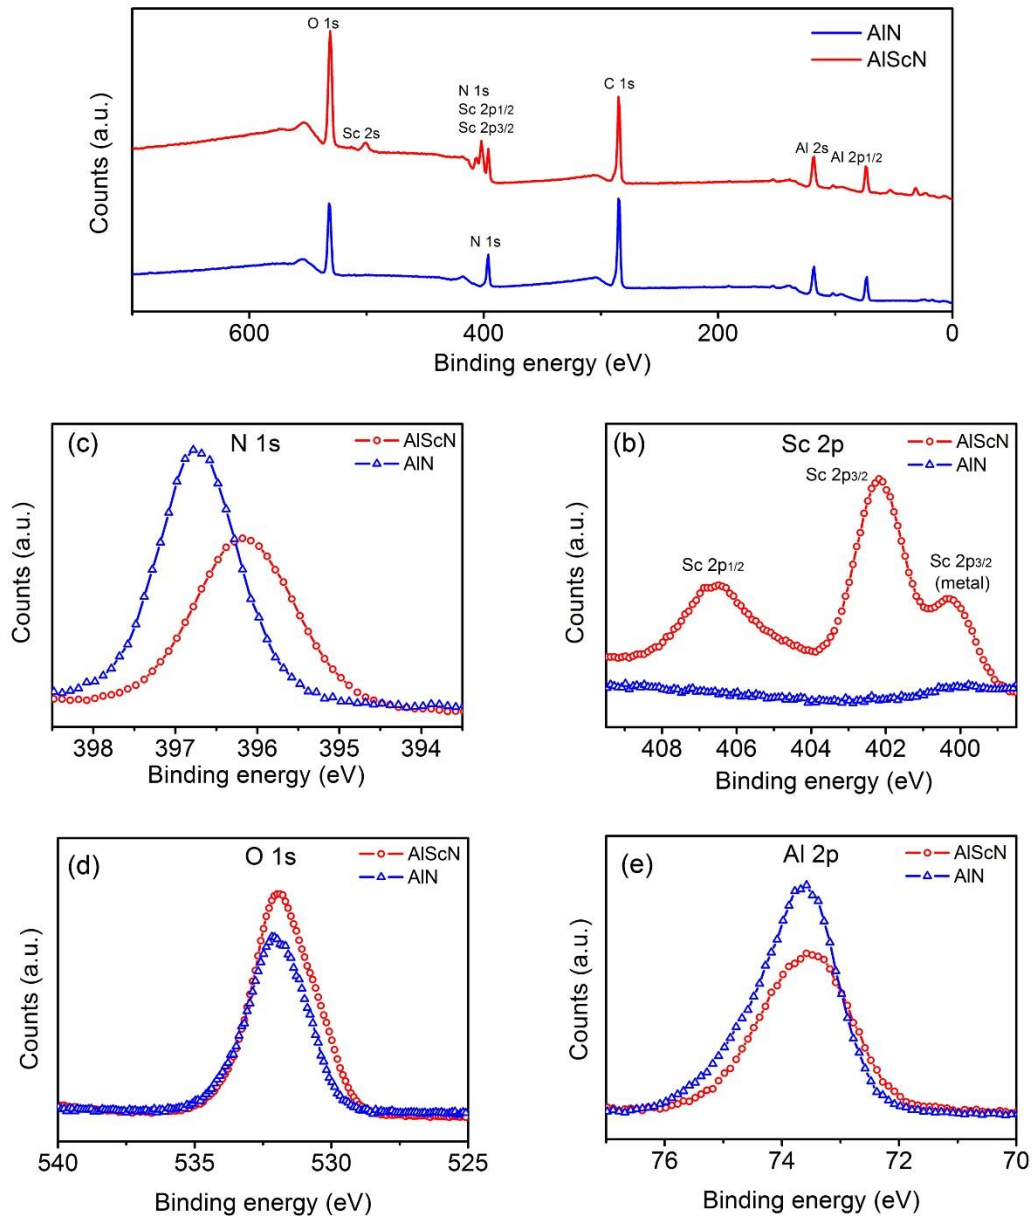 O 1s
AlN
AlScN
N 1s
Sc 2p1/2
Sc 2p3/2
C 1s
Sc 2s
Al 2s
Al 2p1/2
N 1s
Counts (a.u.)
600
400
200
0
Binding energy (eV)
(c)
N 1s
AlScN
AlN
Counts (a.u.)
398
397
396
395
394
Binding energy (eV)
(b)
Sc 2p
AlScN
AlN
Sc 2p3/2
Sc 2p1/2
Sc 2p3/2
(metal)
Counts (a.u.)
408
406
404
402
400
Binding energy (eV)
(d)
O 1s
AlScN
AlN
Counts (a.u.)
540
535
530
525
Binding energy (eV)
(e)
Al 2p
AlScN
AlN
Counts (a.u.)
76
74
72
70
Binding energy (eV)